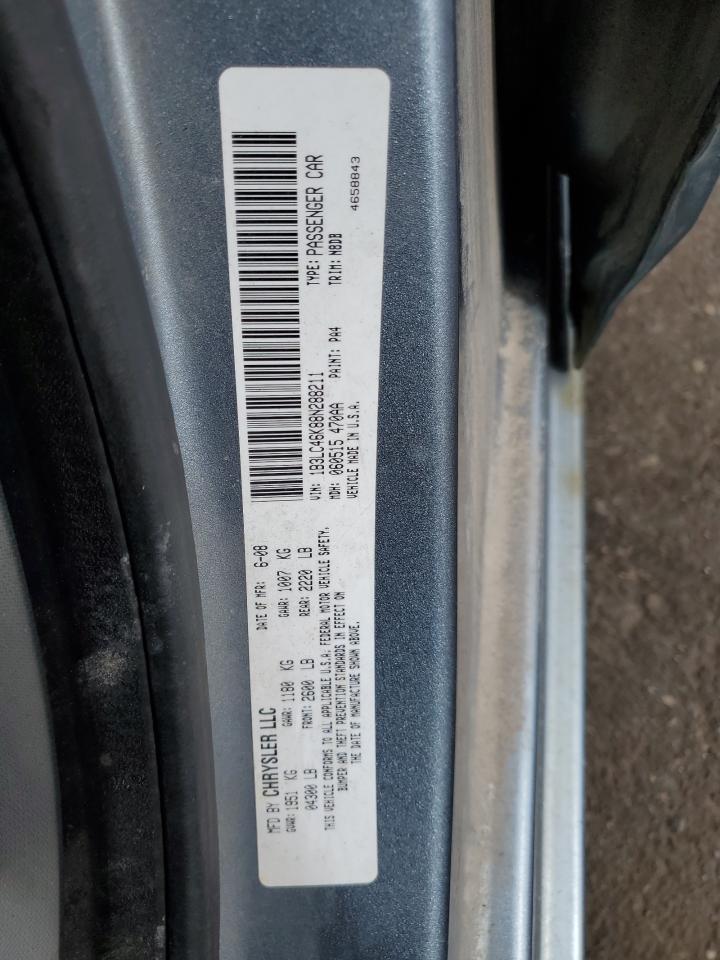 MFD BY CHRYSLER LLC DATE OF MFR: 6-08
GVWR: 1951 KG GAWR: 1180 KG GAWR: 1007 KG
04300 LB FRONT: 2600 LB REAR: 2220 LB
THIS VEHICLE CONFORMS TO ALL APPLICABLE U.S.A. FEDERAL MOTOR VEHICLE SAFETY,
BUMPER AND THEFT PREVENTION STANDARDS IN EFFECT ON
THE DATE OF MANUFACTURE SHOWN ABOVE.
VIN: 1B3LC46K88N288211 TYPE: PASSENGER CAR
MDH: 060515 470AA PAINT: PA4 TRIM: N8DB
VEHICLE MADE IN U.S.A. 4658843